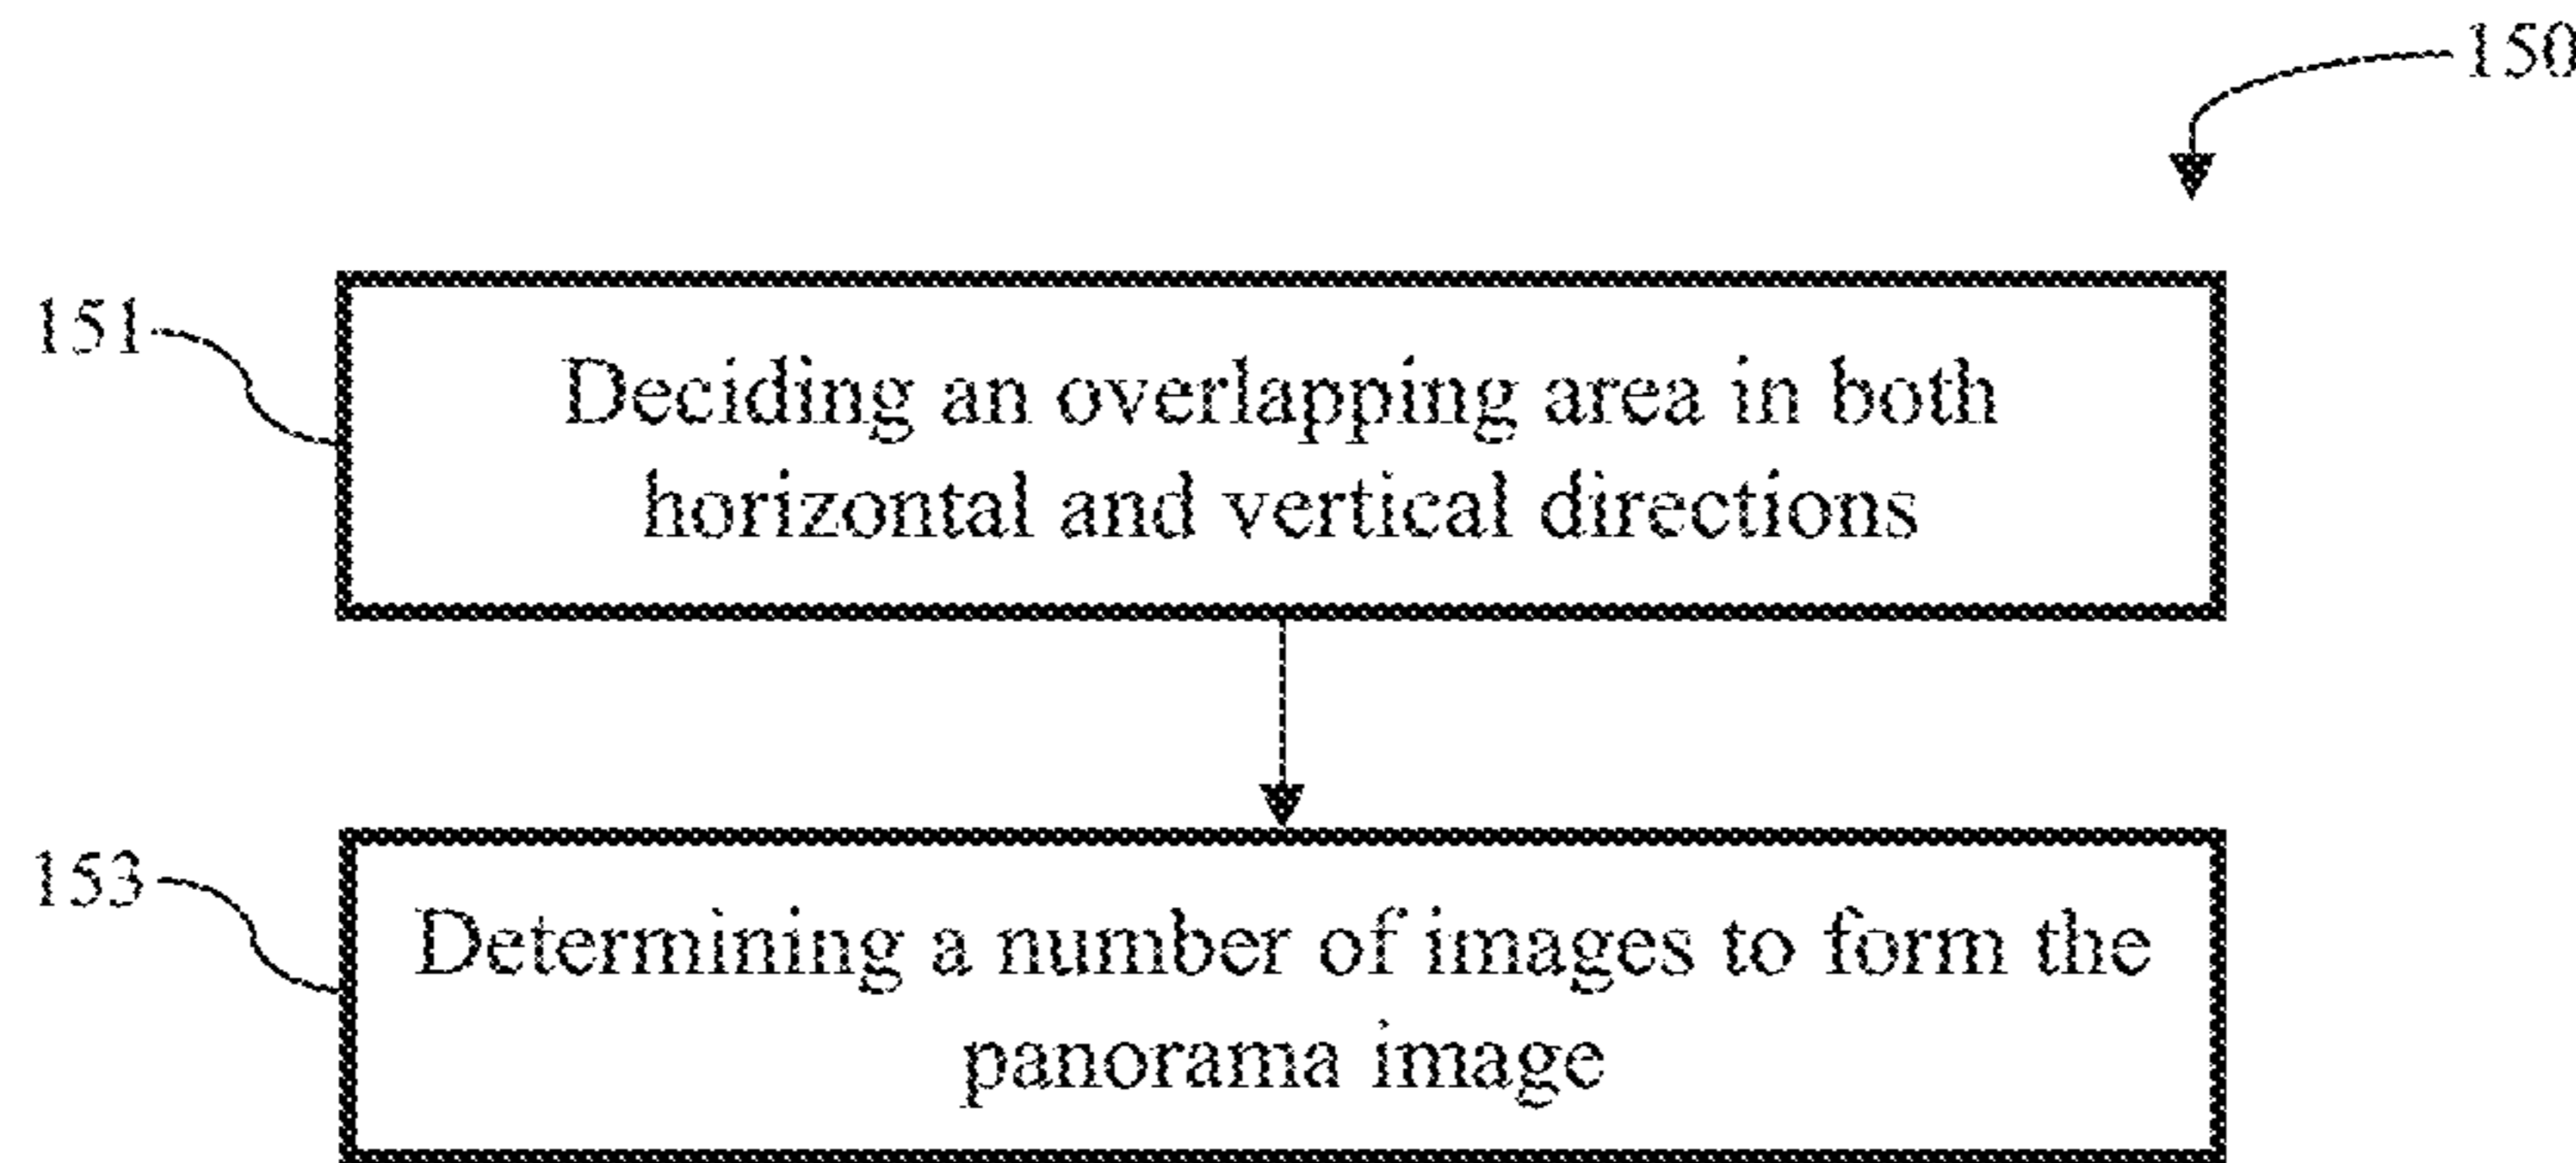 150
151
Deciding an overlapping area in both
horizontal and vertical directions
153
Determining a number of images to form the
panorama image